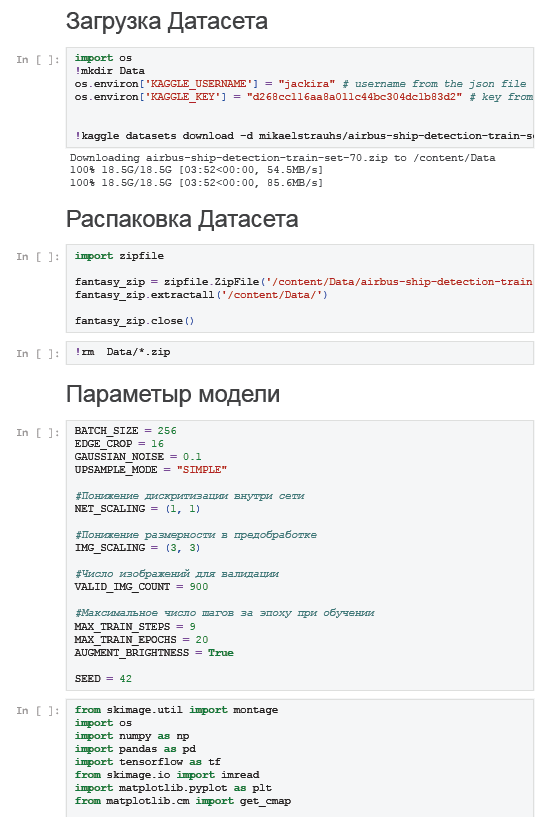 Загрузка Датасета
In [ ]:
import os
!mkdir Data
os.environ['KAGGLE_USERNAME'] = "jackira" # username from the json file
os.environ['KAGGLE_KEY'] = "d268cc116aa8a011c44bc304dc1b83d2" # key from
!kaggle datasets download -d mikaelstrauhs/airbus-ship-detection-train-s
Downloading airbus-ship-detection-train-set-70.zip to /content/Data
100% 18.5G/18.5G [03:52<00:00, 54.5MB/s]
100% 18.5G/18.5G [03:52<00:00, 85.6MB/s]
Распаковка Датасета
In [ ]:
import zipfile
fantasy_zip = zipfile.ZipFile('/content/Data/airbus-ship-detection-train
fantasy_zip.extractall('/content/Data/')
fantasy_zip.close()
In [ ]:
!rm  Data/*.zip
Параметыр модели
In [ ]:
BATCH_SIZE = 256
EDGE_CROP = 16
GAUSSIAN_NOISE = 0.1
UPSAMPLE_MODE = "SIMPLE"
#Понижение дискритизации внутри сети
NET_SCALING = (1, 1)
#Понижение размерности в предобработке
IMG_SCALING = (3, 3)
#Число изображений для валидации
VALID_IMG_COUNT = 900
#Максимальное число шагов за эпоху при обучении
MAX_TRAIN_STEPS = 9
MAX_TRAIN_EPOCHS = 20
AUGMENT_BRIGHTNESS = True
SEED = 42
In [ ]:
from skimage.util import montage
import os
import numpy as np
import pandas as pd
import tensorflow as tf
from skimage.io import imread
import matplotlib.pyplot as plt
from matplotlib.cm import get_cmap